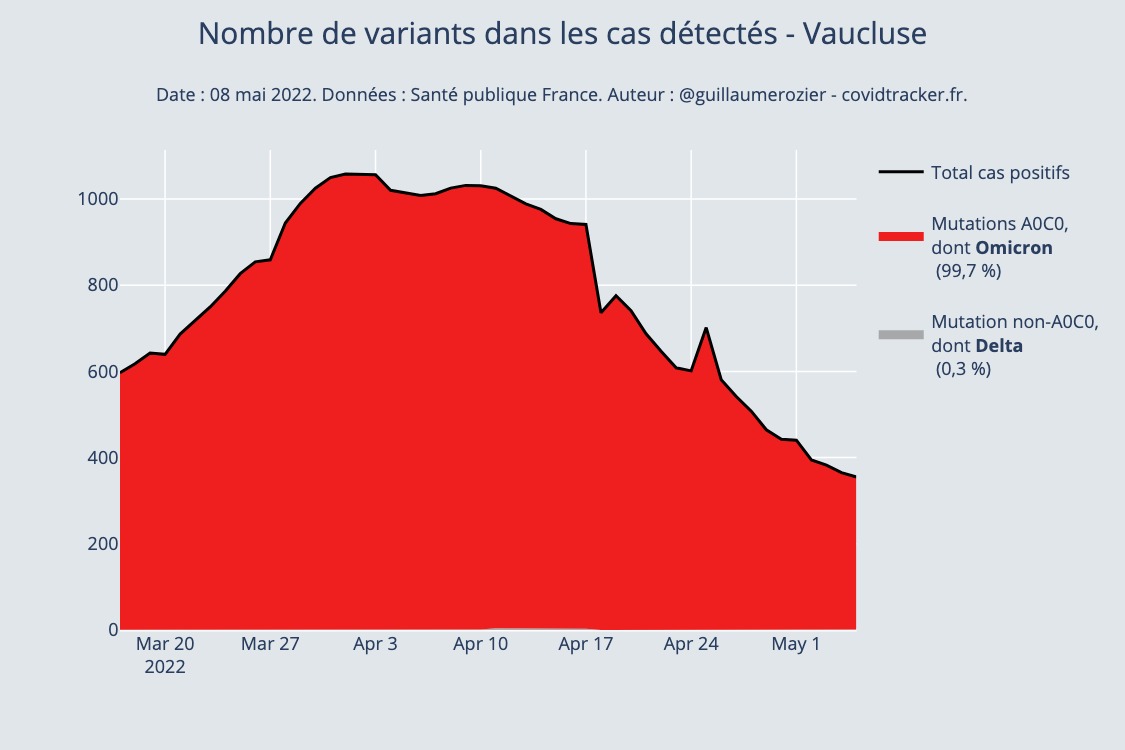 Nombre de variants dans les cas détectés - Vaucluse
Date : 08 mai 2022. Données : Santé publique France. Auteur : @guillaumerozier - covidtracker.fr.
1000
800
600
400
200
0
Mar 20
2022
Mar 27
Apr 3
Apr 10
Apr 17
Apr 24
May 1
Total cas positifs
Mutations A0C0,
dont Omicron
(99,7 %)
Mutation non-A0C0,
dont Delta
(0,3 %)